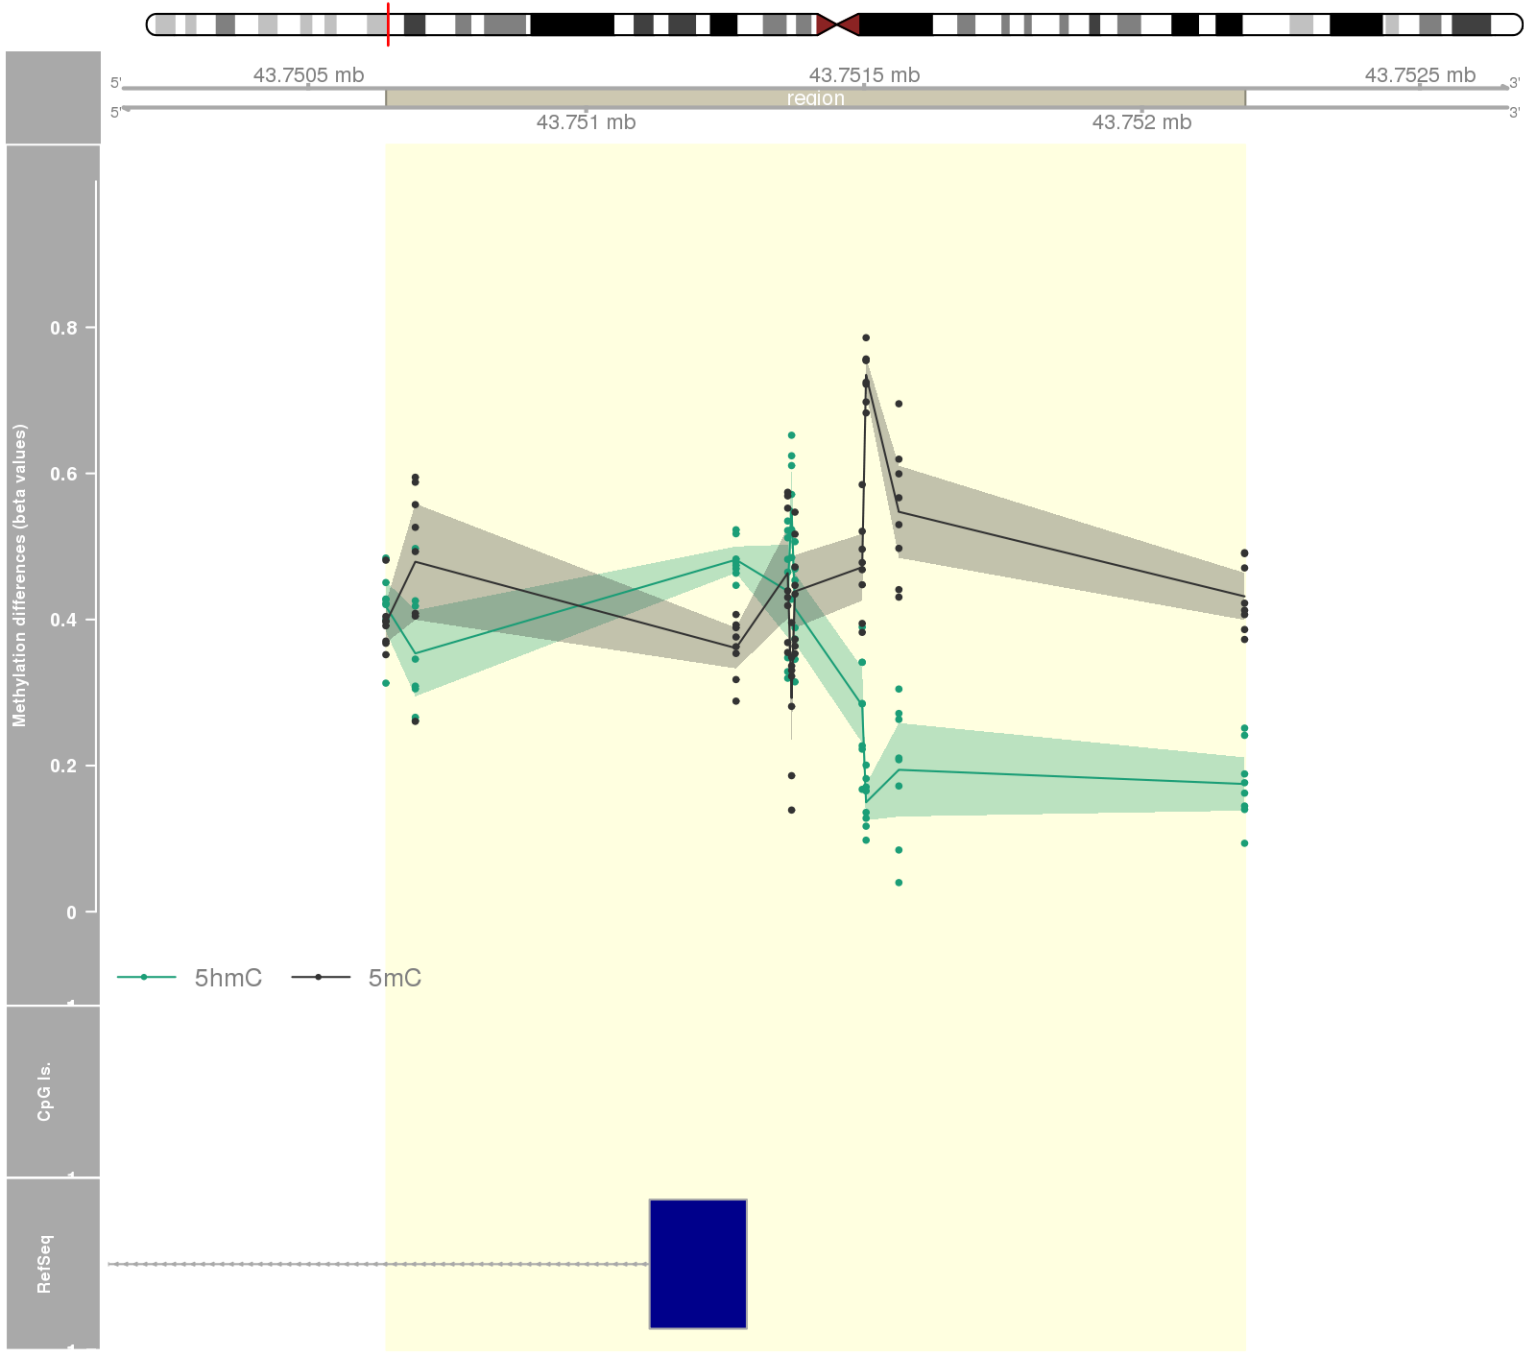 43.7505 mb
43.7515 mb
43.7525 mb
5'
3'
region
5'
3'
43.751 mb
43.752 mb
Methylation differences (beta values)
0.8
0.6
0.4
0.2
0
5hmC
5mC
CpG Is.
RefSeq